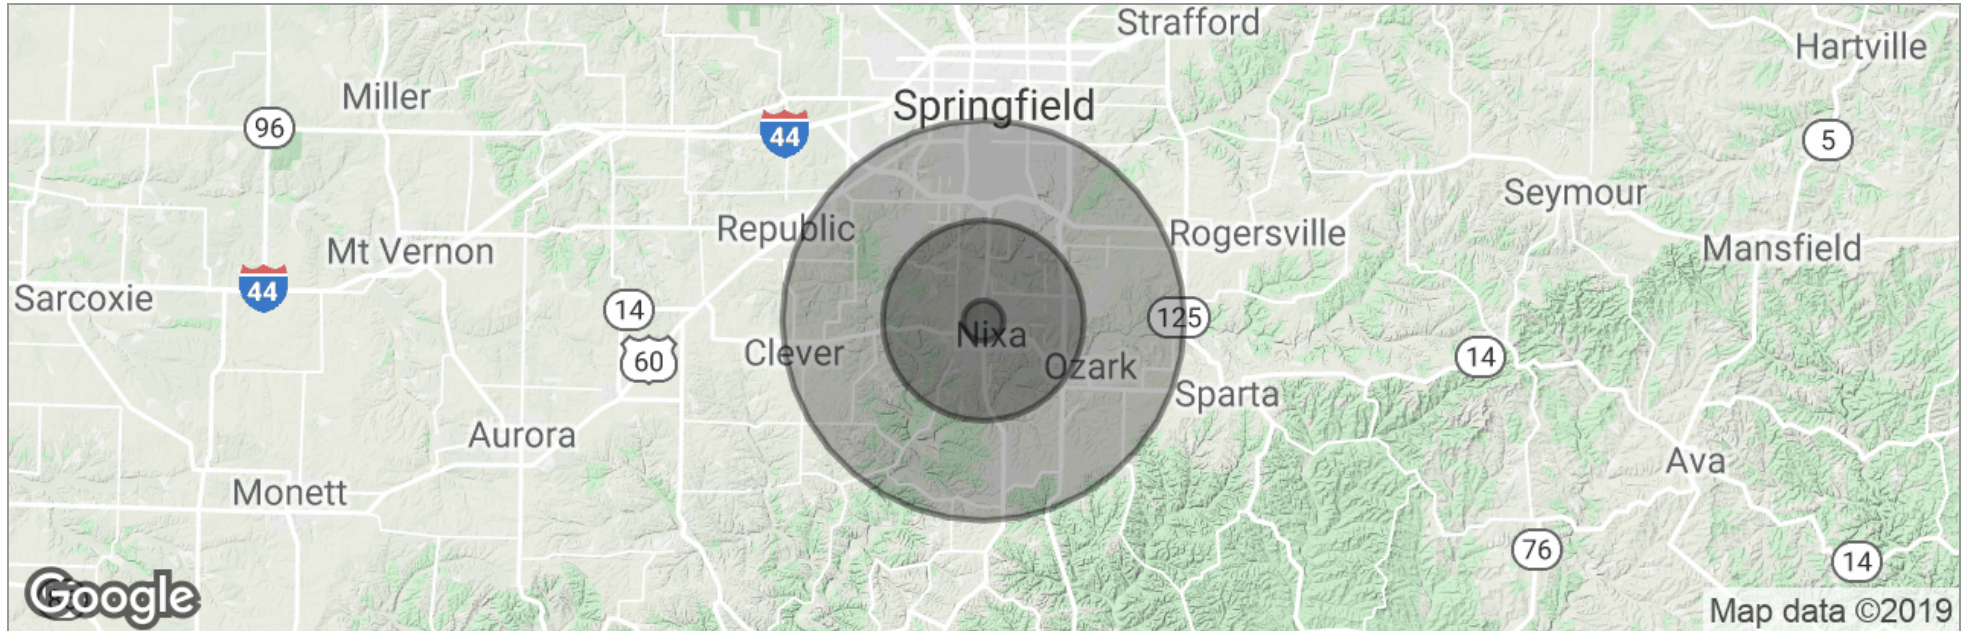 Strafford
Hartville
Miller
Springfield
96
44
5
Seymour
Republic
Rogersville
Mt Vernon
Mansfield
44
Sarcoxie
14
125
Nixa
Clever
60
14
Ozark
Sparta
Aurora
Ava
Monett
76
14
Google
Map data ©2019